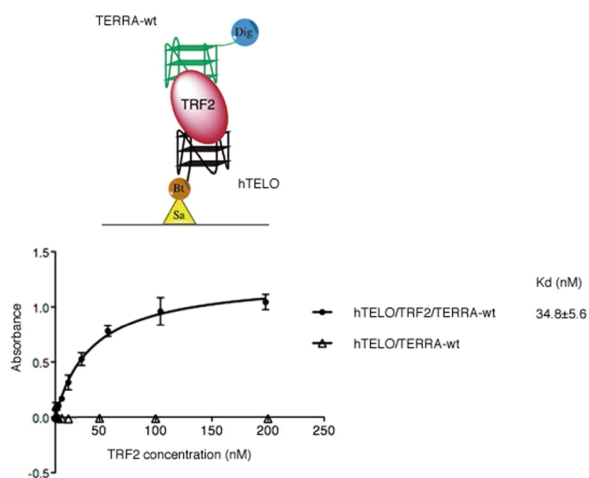 TERRA-wt
Dig
TRF2
hTELO
Bt
Sa
1.5
1.0
0.5
0.0
-0.5
50 100 150 200 250
Absorbance
TRF2 concentration (nM)
Kd (nM)
hTELO/TRF2/TERRA-wt 34.8±5.6
hTELO/TERRA-wt